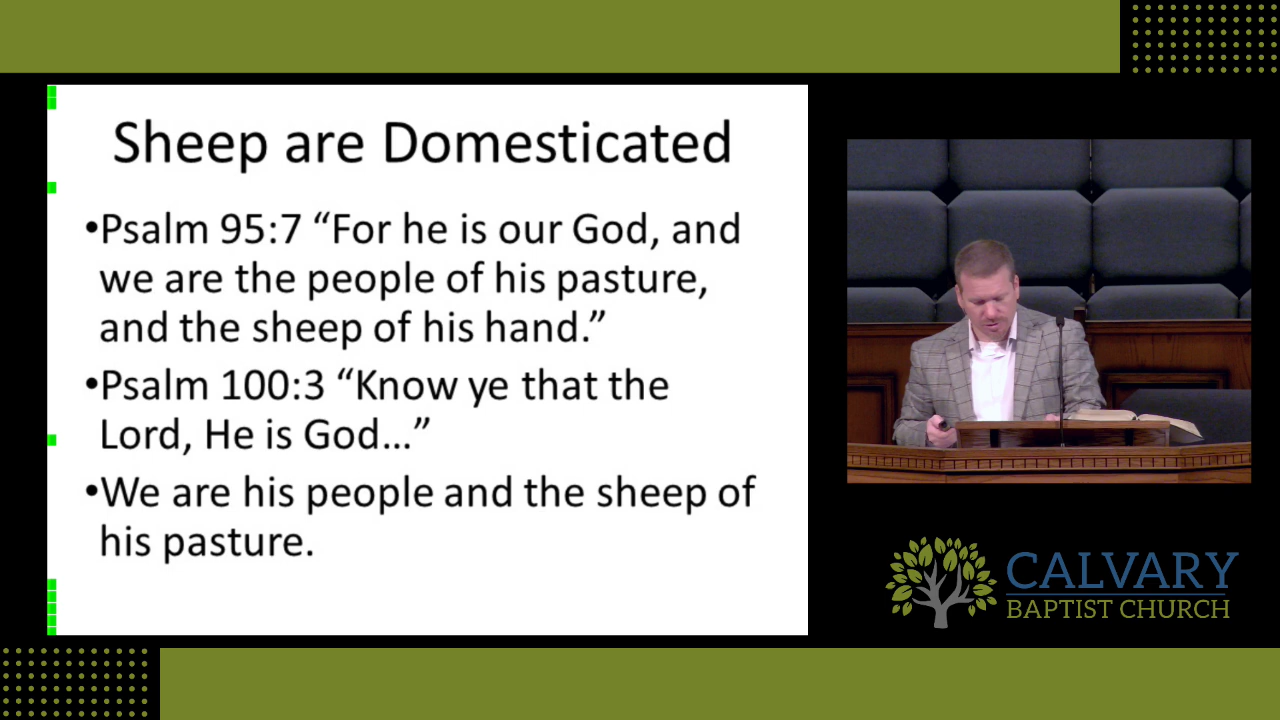 Sheep are Domesticated
•Psalm 95:7 “For he is our God, and
we are the people of his pasture,
and the sheep of his hand.”
•Psalm 100:3 “Know ye that the
Lord, He is God…”
•We are his people and the sheep of
his pasture.
CALVARY
BAPTIST CHURCH